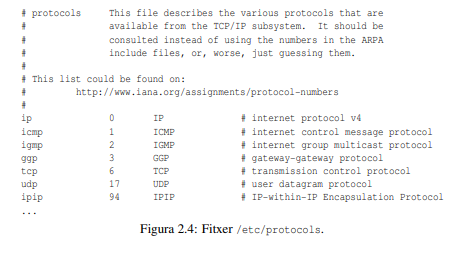 # protocols This file describes the various protocols that are
# available from the TCP/IP subsystem. It should be
# consulted instead of using the numbers in the ARPA
# include files, or, worse, just guessing them.
#
# This list could be found on:
# http://www.iana.org/assignments/protocol-numbers
#
ip 0 IP # internet protocol v4
icmp 1 ICMP # internet control message protocol
igmp 2 IGMP # internet group multicast protocol
ggp 3 GGP # gateway-gateway protocol
tcp 6 TCP # transmission control protocol
udp 17 UDP # user datagram protocol
ipip 94 IPIP # IP-within-IP Encapsulation Protocol
...
Figura 2.4: Fitxer /etc/protocols.